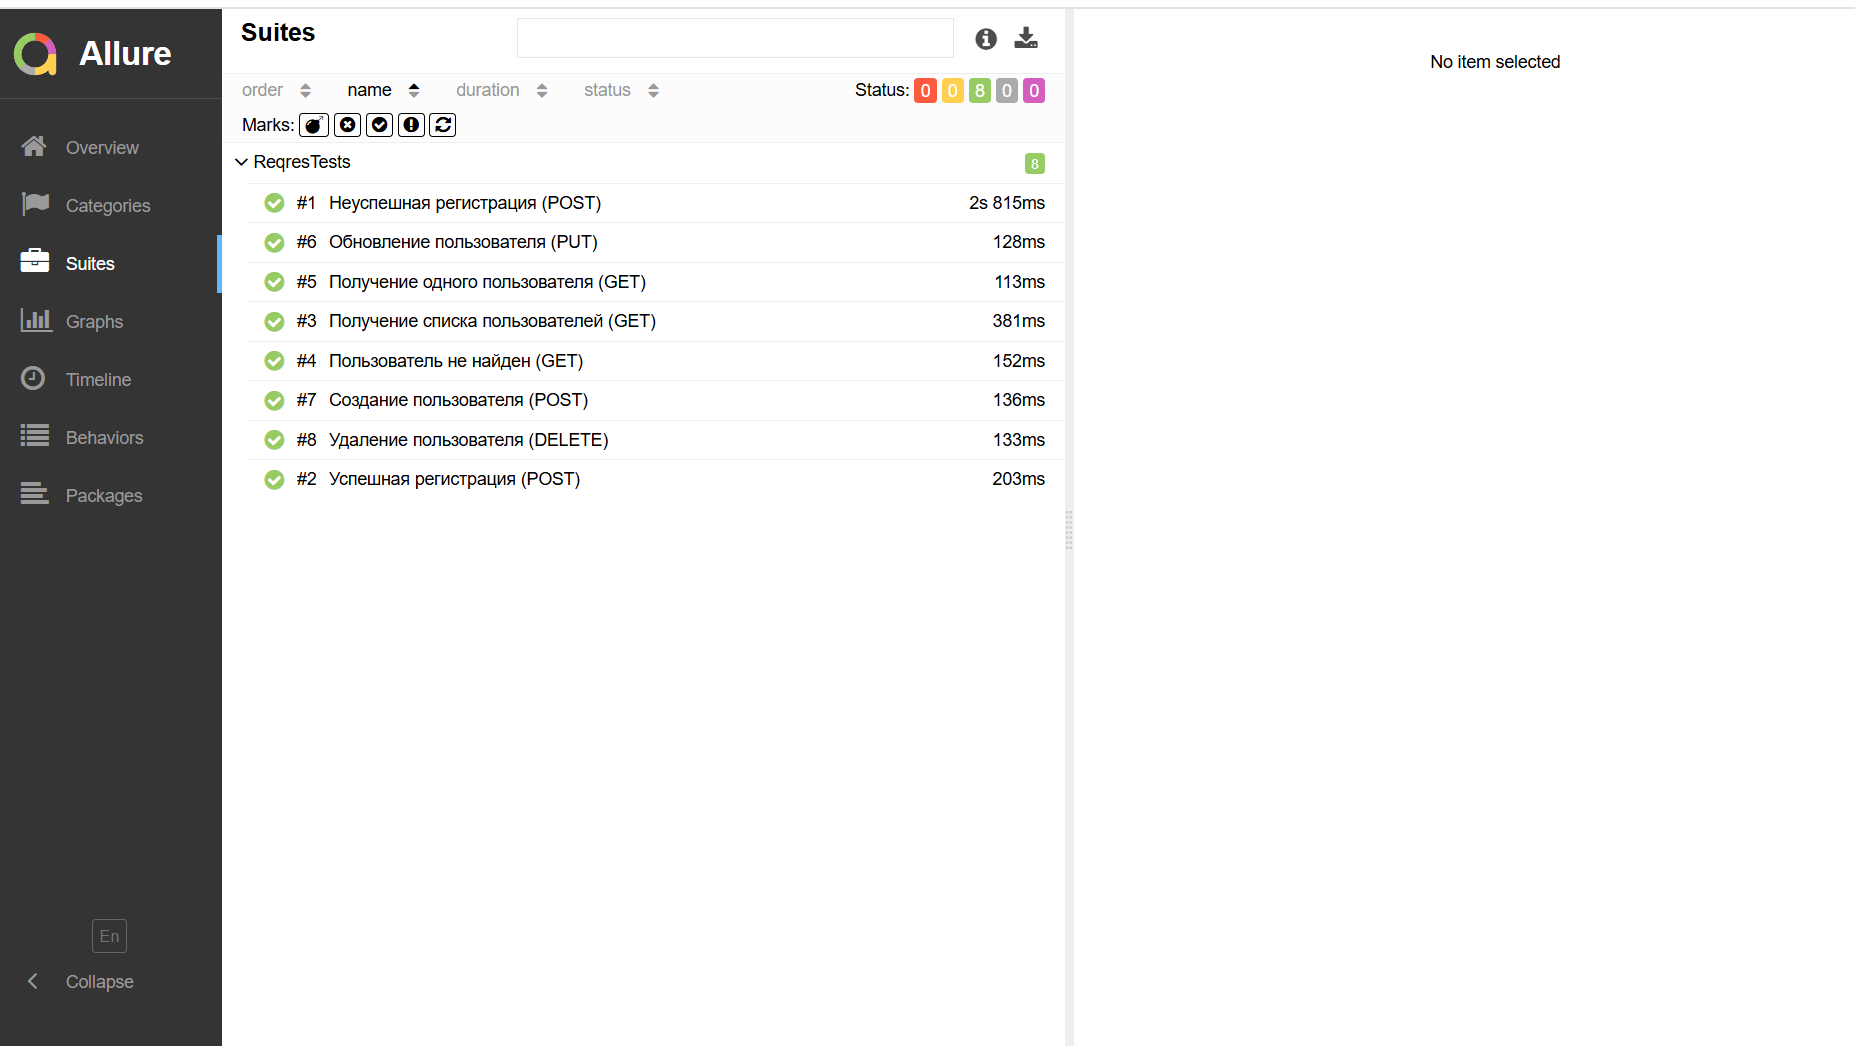 Allure
Overview
Categories
Suites
Graphs
Timeline
Behaviors
Packages
En
Collapse
Suites
order name duration status Status: 0 0 8 0 0
Marks:
ReqresTests 8
#1 Неуспешная регистрация (POST) 2s 815ms
#6 Обновление пользователя (PUT) 128ms
#5 Получение одного пользователя (GET) 113ms
#3 Получение списка пользователей (GET) 381ms
#4 Пользователь не найден (GET) 152ms
#7 Создание пользователя (POST) 136ms
#8 Удаление пользователя (DELETE) 133ms
#2 Успешная регистрация (POST) 203ms
No item selected